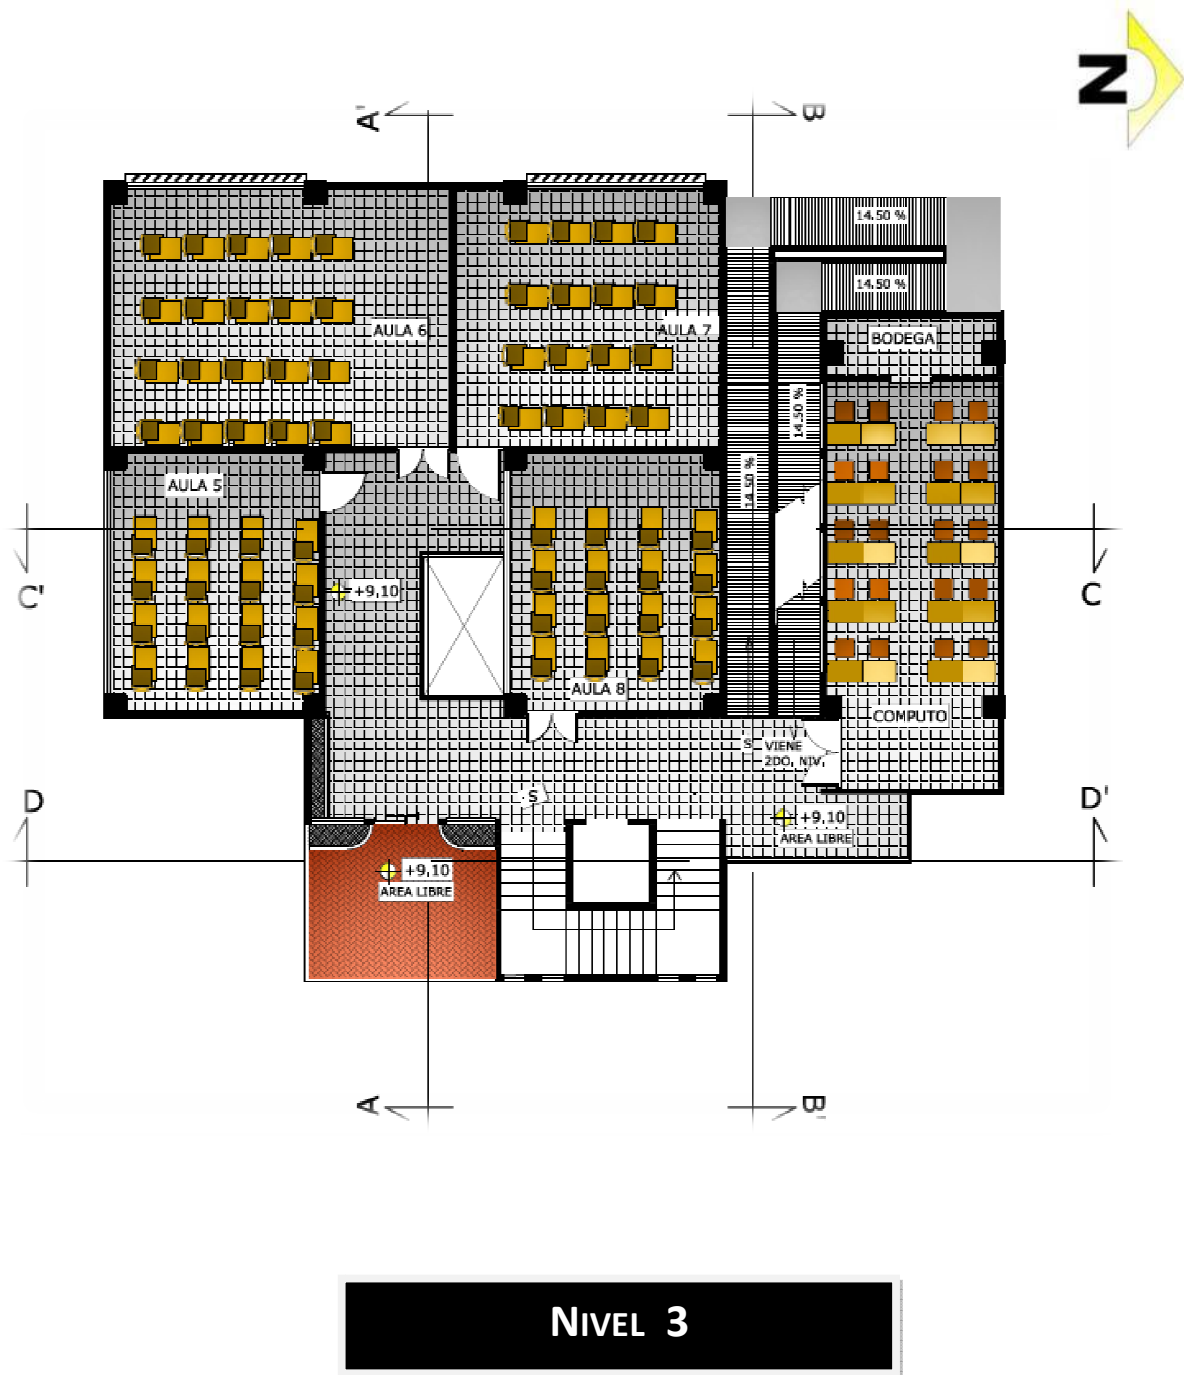 N
A'
B
14.50 %
14.50 %
AULA 6
AULA 7
BODEGA
14.50 %
14.50 %
AULA 5
C'
+9.10
C
AULA 8
COMPUTO
S
VIENE
2DO. NIV.
S
D
D'
+9.10
AREA LIBRE
+9.10
AREA LIBRE
A
B'
NIVEL 3